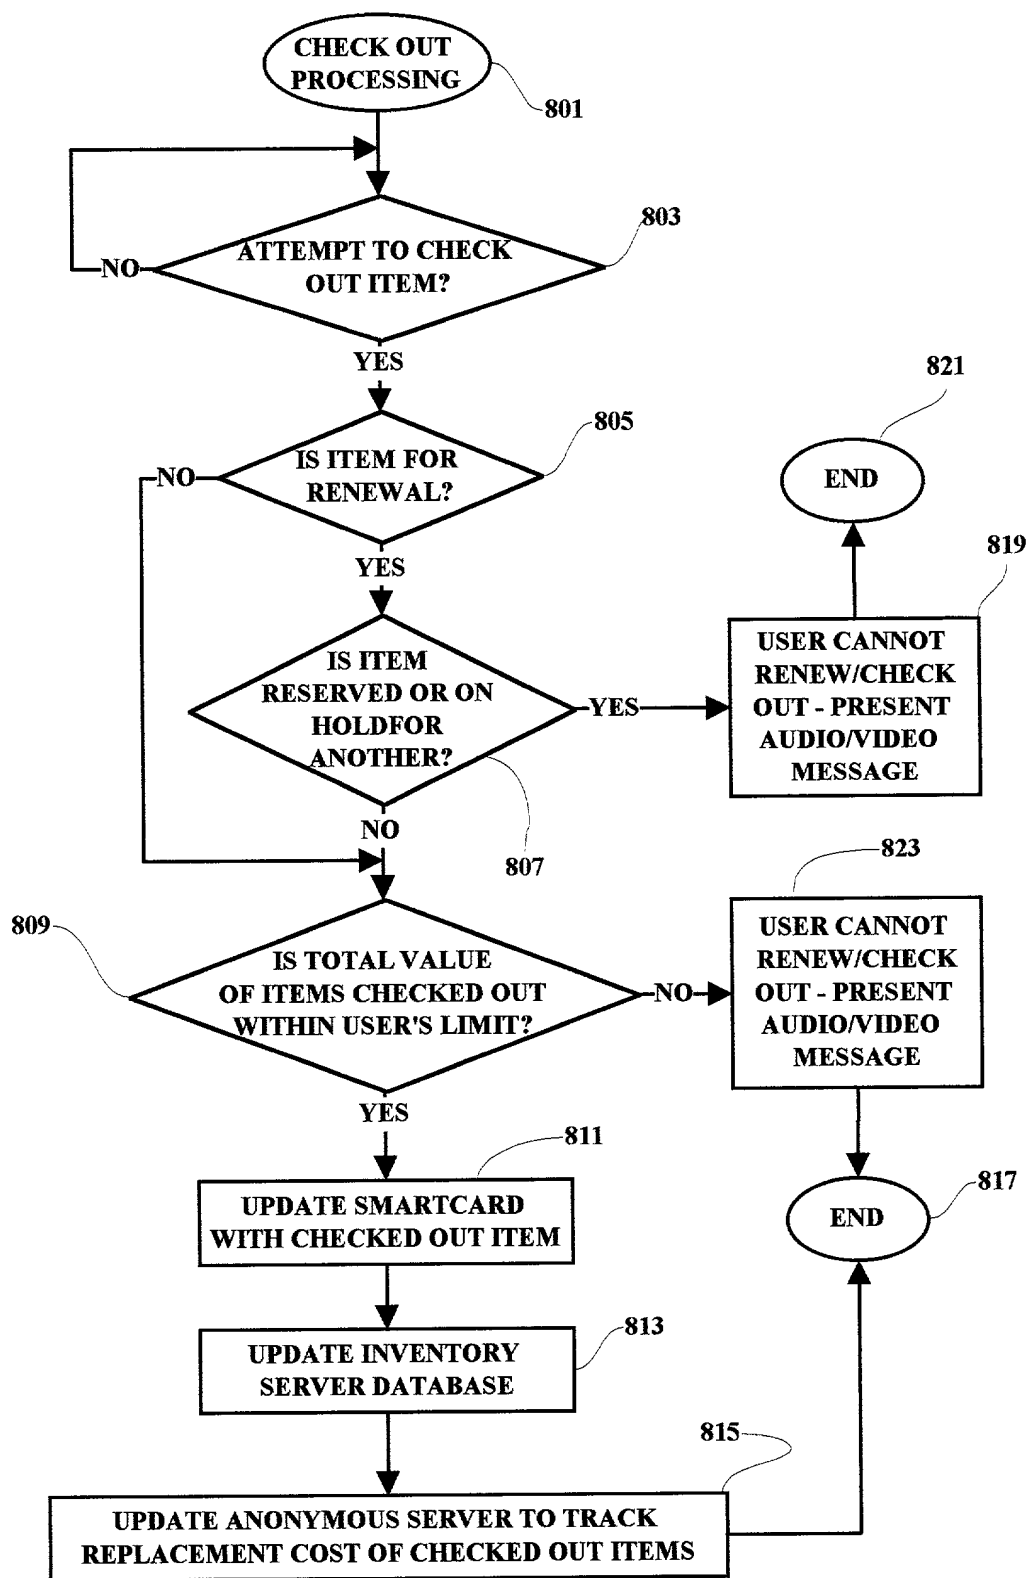 CHECK OUT
PROCESSING
801
803
ATTEMPT TO CHECK
OUT ITEM?
NO
YES
821
805
IS ITEM FOR
RENEWAL?
NO
END
YES
819
IS ITEM
RESERVED OR ON
HOLDFOR
ANOTHER?
YES
USER CANNOT
RENEW/CHECK
OUT - PRESENT
AUDIO/VIDEO
MESSAGE
NO
807
823
809
IS TOTAL VALUE
OF ITEMS CHECKED OUT
WITHIN USER'S LIMIT?
NO
USER CANNOT
RENEW/CHECK
OUT - PRESENT
AUDIO/VIDEO
MESSAGE
YES
811
UPDATE SMARTCARD
WITH CHECKED OUT ITEM
817
END
813
UPDATE INVENTORY
SERVER DATABASE
815
UPDATE ANONYMOUS SERVER TO TRACK
REPLACEMENT COST OF CHECKED OUT ITEMS